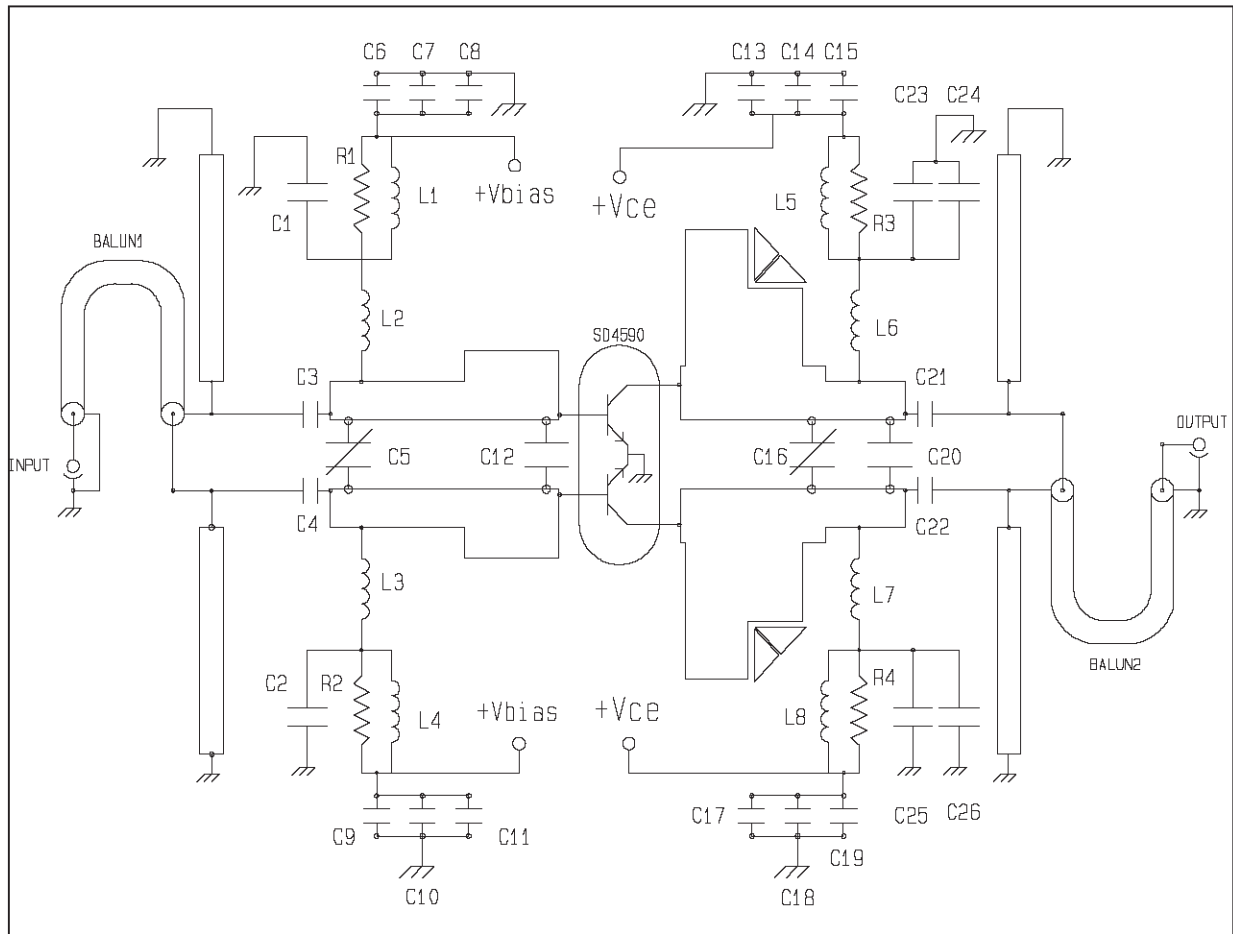 C6 C7 C8
C13 C14 C15
C23 C24
R1
L1
C1
+Vbias
+Vce
L5
R3
BALUN1
L2
SD4590
L6
C3
C21
INPUT
C5
C12
C16
C20
OUTPUT
C4
C22
L3
L7
C2
R2
L4
+Vbias
+Vce
L8
R4
BALUN2
C9
C11
C10
C17
C19
C18
C25
C26